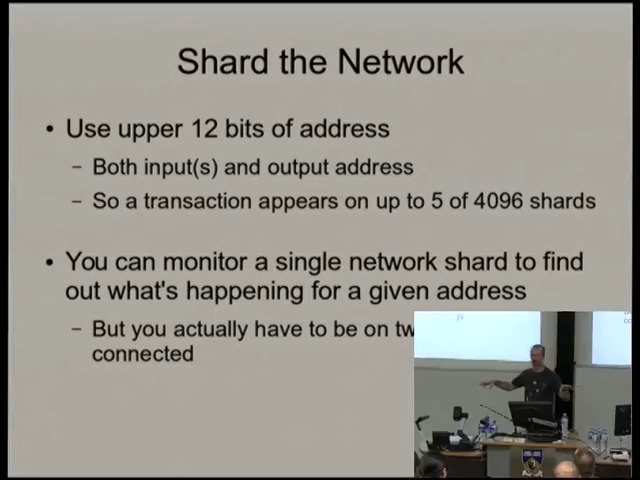 Shard the Network
• Use upper 12 bits of address
– Both input(s) and output address
– So a transaction appears on up to 5 of 4096 shards
• You can monitor a single network shard to find
out what's happening for a given address
– But you actually have to be on
connected